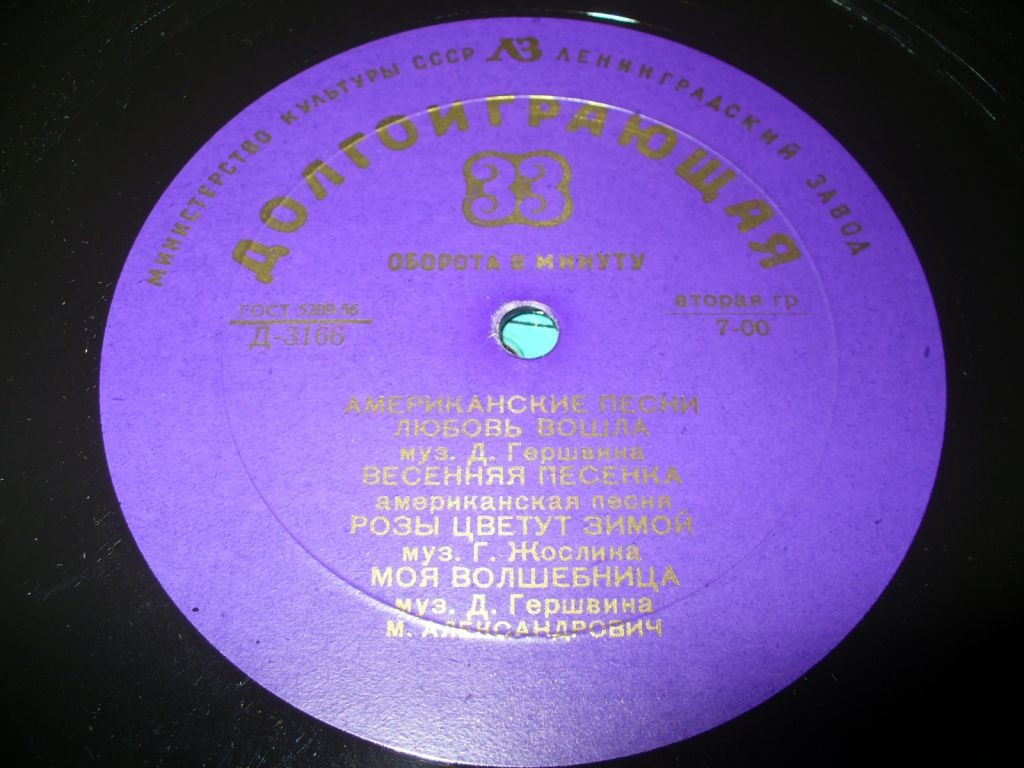 МИНИСТЕРСТВО КУЛЬТУРЫ СССР ЛЗ ЛЕНИНГРАДСКИЙ ЗАВОД
ДОЛГОИГРАЮЩАЯ
33
ОБОРОТА В МИНУТУ
ГОСТ 5289-56
Д-3166
вторая гр
7-00
АМЕРИКАНСКИЕ ПЕСНИ
ЛЮБОВЬ ВОШЛА
муз. Д. Гершвина
ВЕСЕННЯЯ ПЕСЕНКА
американская песня
РОЗЫ ЦВЕТУТ ЗИМОЙ
муз. Г. Жослина
МОЯ ВОЛШЕБНИЦА
муз. Д. Гершвина
М. АЛЕКСАНДРОВИЧ